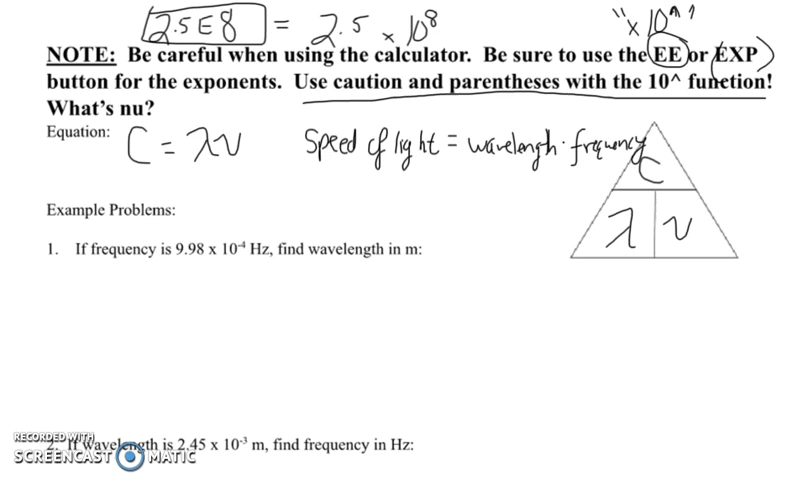 2.5E8 = 2.5 x 10^8 "x 10^"?
NOTE: Be careful when using the calculator. Be sure to use the EE or EXP
button for the exponents. Use caution and parentheses with the 10^ function!
What's nu?
Equation: C = λν Speed of light = wavelength · frequency
C
λ ν
Example Problems:
1. If frequency is 9.98 x 10⁻⁴ Hz, find wavelength in m:
2. If wavelength is 2.45 x 10⁻³ m, find frequency in Hz:
RECORDED WITH
SCREENCAST MATIC